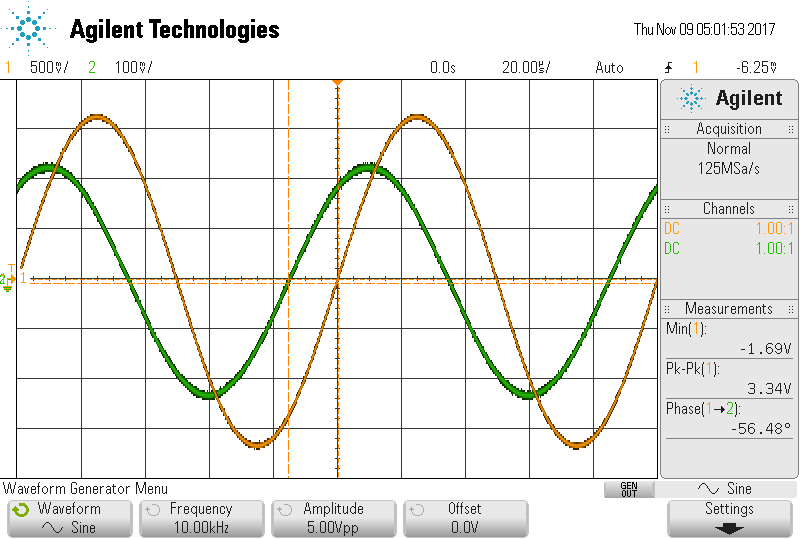 Agilent Technologies
Thu Nov 09 05:01:53 2017
1 500mV/ 2 100mV/ 0.0s 20.00us/ Auto 1 -6.25mV
Agilent
Acquisition
Normal
125MSa/s
Channels
DC 1.00:1
DC 1.00:1
Measurements
Min(1):
-1.69V
Pk-Pk(1):
3.34V
Phase(1→2):
-56.48°
2
T
1
Waveform Generator Menu
GEN OUT
Sine
Waveform
Sine
Frequency
10.00kHz
Amplitude
5.00Vpp
Offset
0.0V
Settings